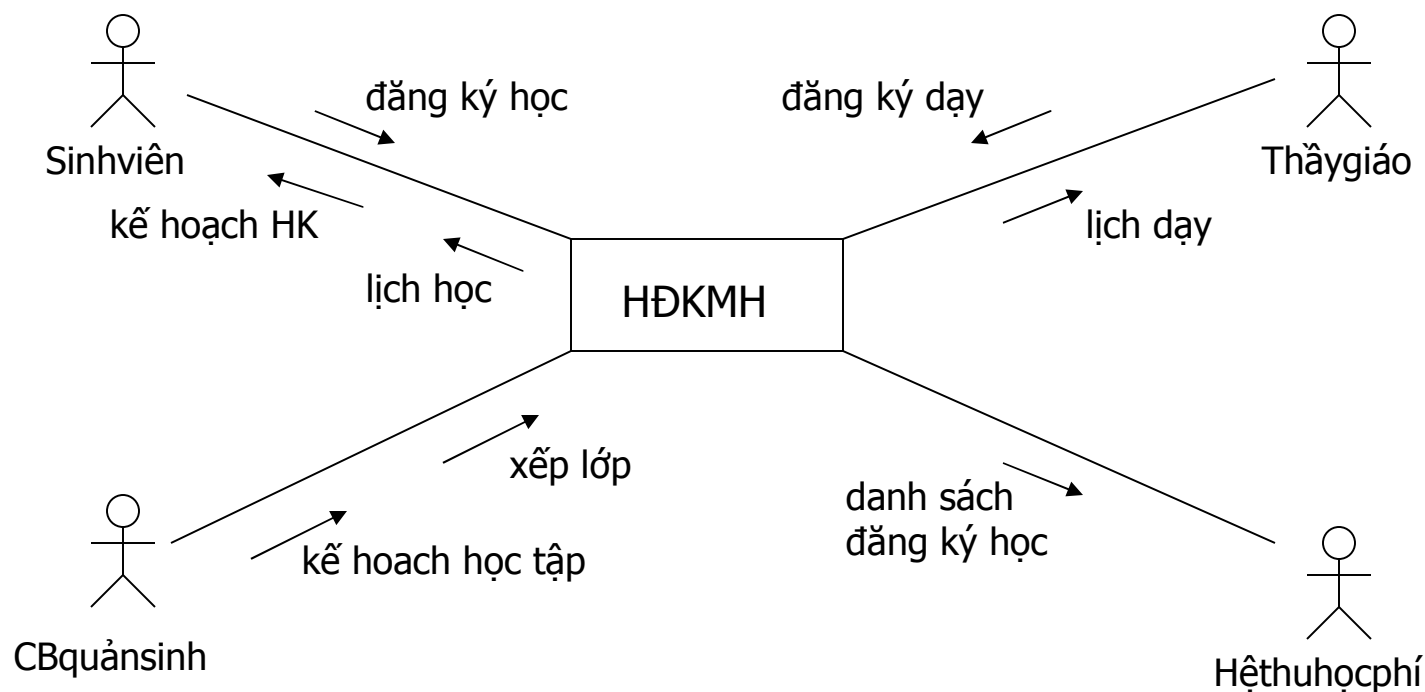 đăng ký học
đăng ký dạy
Sinhviên
Thầygiáo
kế hoạch HK
lịch dạy
lịch học
HĐKMH
xếp lớp
danh sách
đăng ký học
kế hoach học tập
CBquảnsinh
Hệthuhọcphí